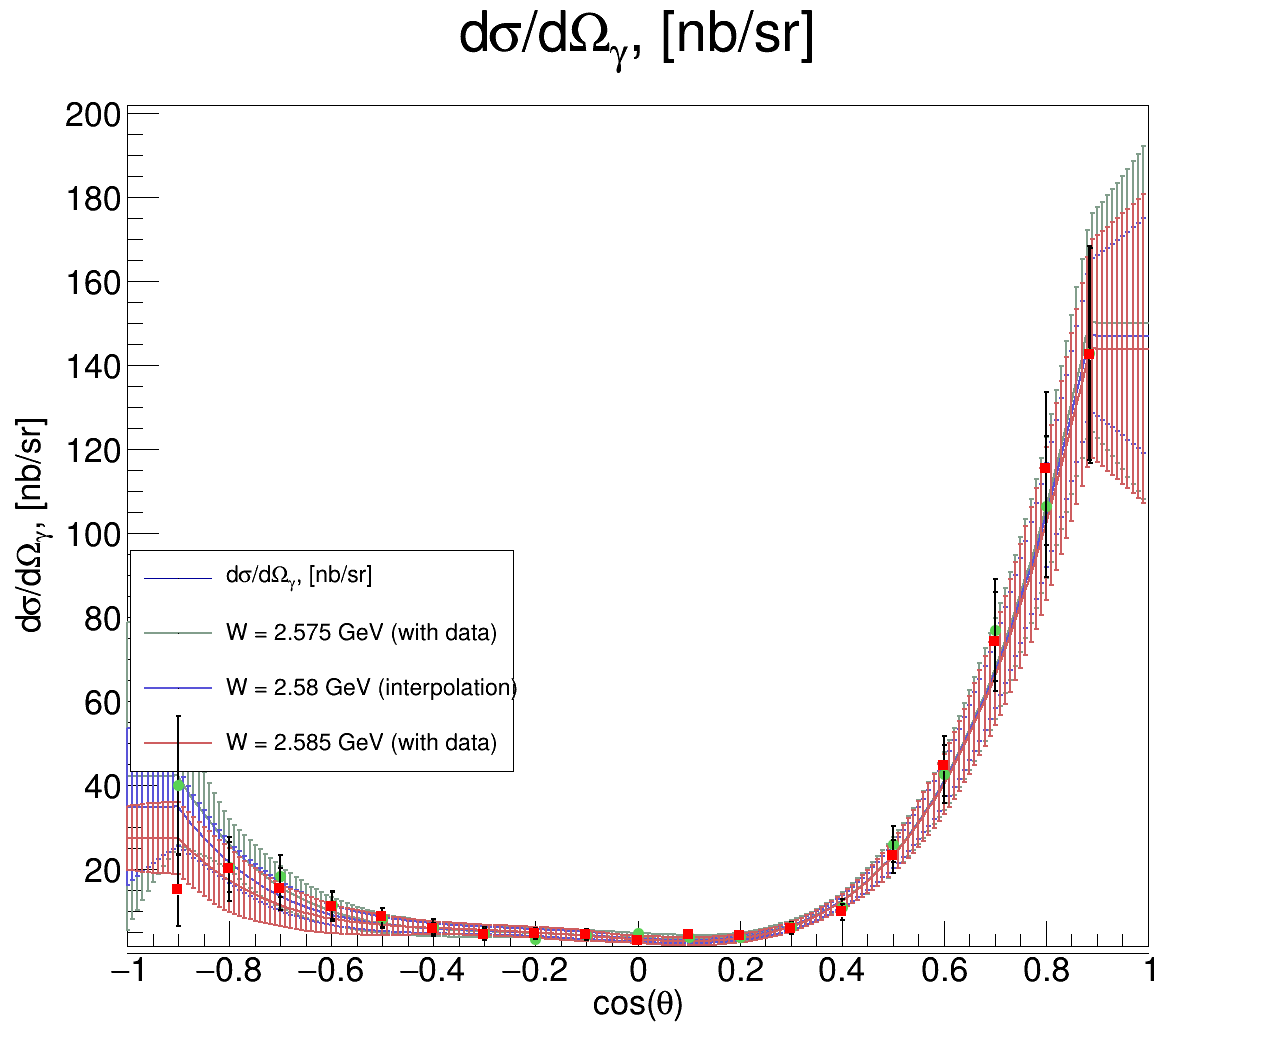 dσ/dΩγ, [nb/sr]
dσ/dΩγ, [nb/sr]
200
180
160
140
120
100
80
60
40
20
dσ/dΩγ, [nb/sr]
W = 2.575 GeV (with data)
W = 2.58 GeV (interpolation)
W = 2.585 GeV (with data)
−1 −0.8 −0.6 −0.4 −0.2 0 0.2 0.4 0.6 0.8 1
cos(θ)